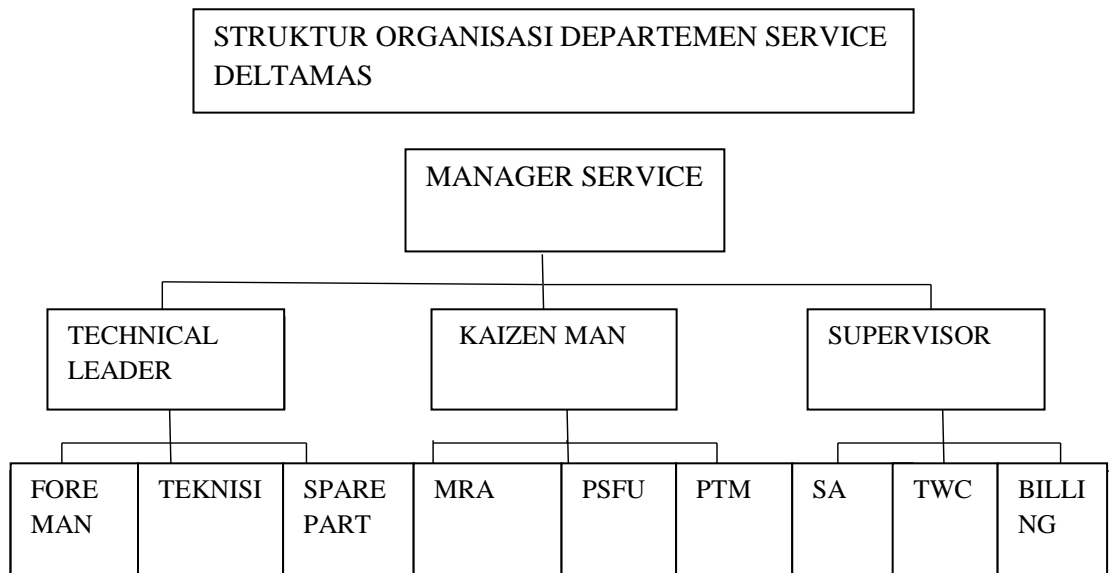 STRUKTUR ORGANISASI DEPARTEMEN SERVICE
DELTAMAS
MANAGER SERVICE
TECHNICAL
LEADER
KAIZEN MAN
SUPERVISOR
FORE
MAN
TEKNISI
SPARE
PART
MRA
PSFU
PTM
SA
TWC
BILLI
NG